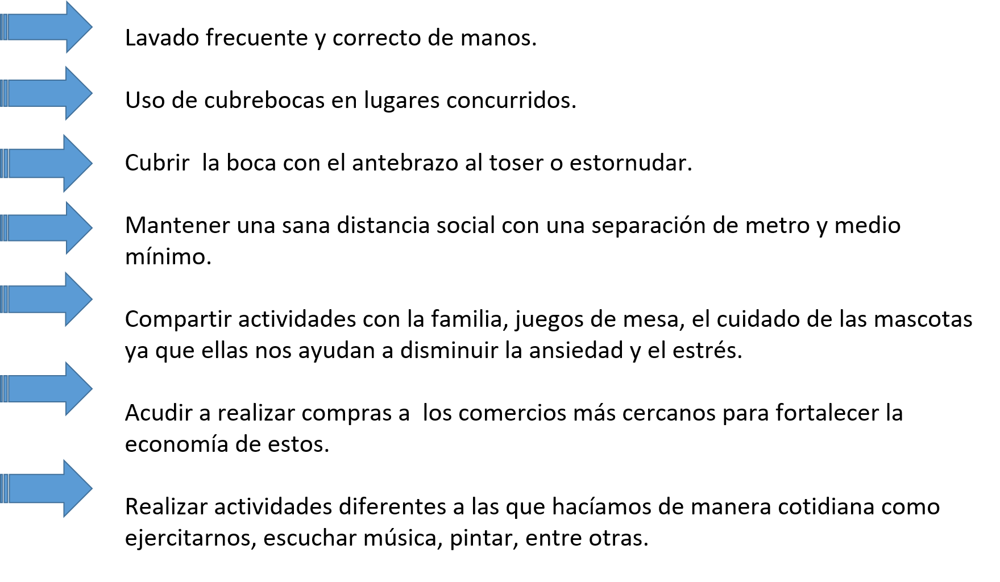 Lavado frecuente y correcto de manos.
Uso de cubrebocas en lugares concurridos.
Cubrir  la boca con el antebrazo al toser o estornudar.
Mantener una sana distancia social con una separación de metro y medio
mínimo.
Compartir actividades con la familia, juegos de mesa, el cuidado de las mascotas
ya que ellas nos ayudan a disminuir la ansiedad y el estrés.
Acudir a realizar compras a  los comercios más cercanos para fortalecer la
economía de estos.
Realizar actividades diferentes a las que hacíamos de manera cotidiana como
ejercitarnos, escuchar música, pintar, entre otras.